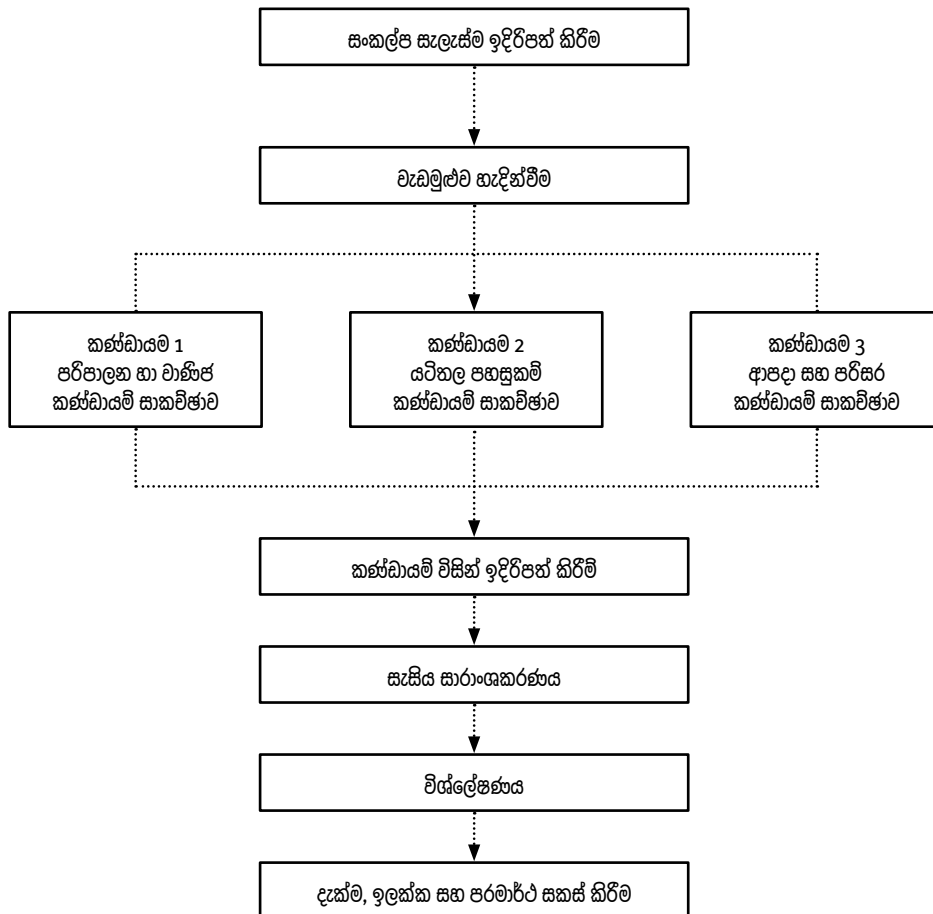 සංකල්ප සැලැස්ම ඉදිරිපත් කිරීම
වැඩමුළුව හැදින්වීම
කණ්ඩායම 1
පරිපාලන හා වාණිජ
කණ්ඩායම් සාකච්ඡාව
කණ්ඩායම 2
යටිතල පහසුකම්
කණ්ඩායම් සාකච්ඡාව
කණ්ඩායම 3
ආපදා සහ පරිසර
කණ්ඩායම් සාකච්ඡාව
කණ්ඩායම් විසින් ඉදිරිපත් කිරීම්
සැසිය සාරාංශකරණය
විශ්ලේෂණය
දැක්ම, ඉලක්ක සහ පරමාර්ථ සකස් කිරීම